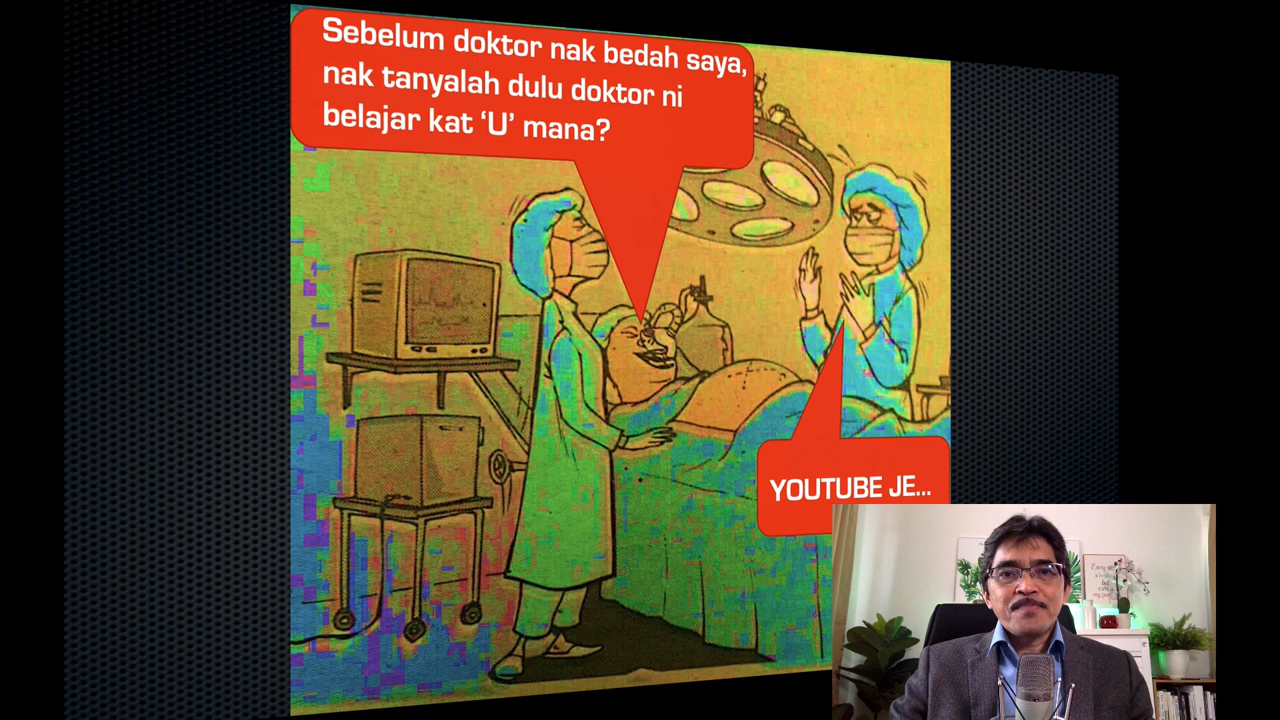 Sebelum doktor nak bedah saya,
nak tanyalah dulu doktor ni
belajar kat ‘U’ mana?
YOUTUBE JE...